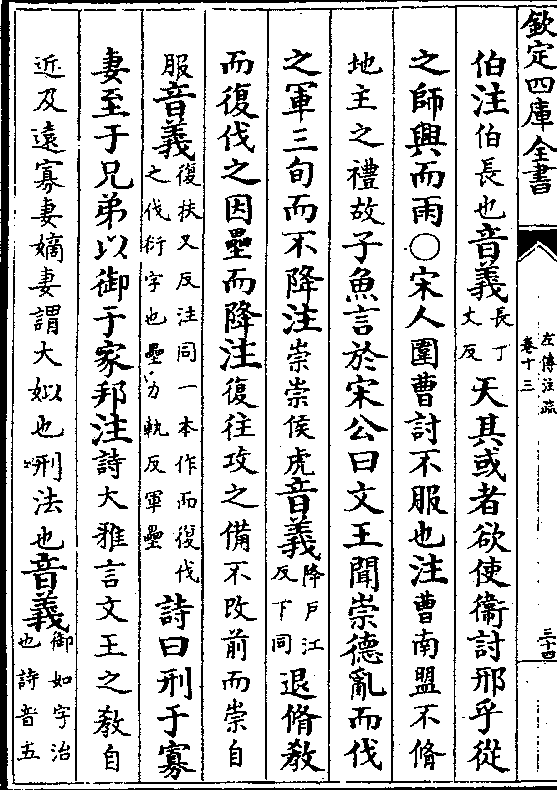 欽定四庫全書
左傳注疏
卷十三
三十四
伯注伯長也音義長丁丈反天其或者欲使衞討邢乎從
之師興而雨○宋人圍曹討不服也注曹南盟不脩
地主之禮故子魚言於宋公曰文王聞崇德亂而伐
之軍三旬而不降注崇崇侯虎音義降戶江反下同退脩教
而復伐之因壘而降注復往攻之備不改前而崇自
服音義復扶又反注同一本作而復伐之伐衍字也壘力軌反軍壘詩曰刑于寡
妻至于兄弟以御于家邦注詩大雅言文王之教自
近及遠寡妻嫡妻謂大姒也刑法也音義御如字治也詩音五